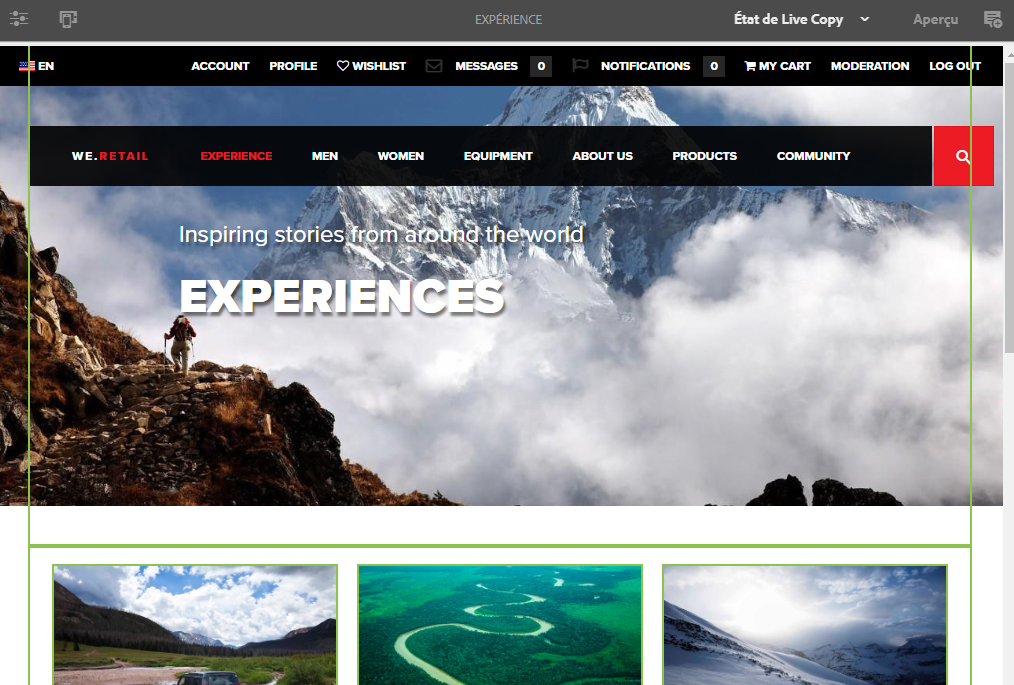 EXPÉRIENCE État de Live Copy Aperçu
EN ACCOUNT PROFILE WISHLIST MESSAGES 0 NOTIFICATIONS 0 MY CART MODERATION LOG OUT
WE.RETAIL EXPERIENCE MEN WOMEN EQUIPMENT ABOUT US PRODUCTS COMMUNITY
Inspiring stories from around the world
EXPERIENCES